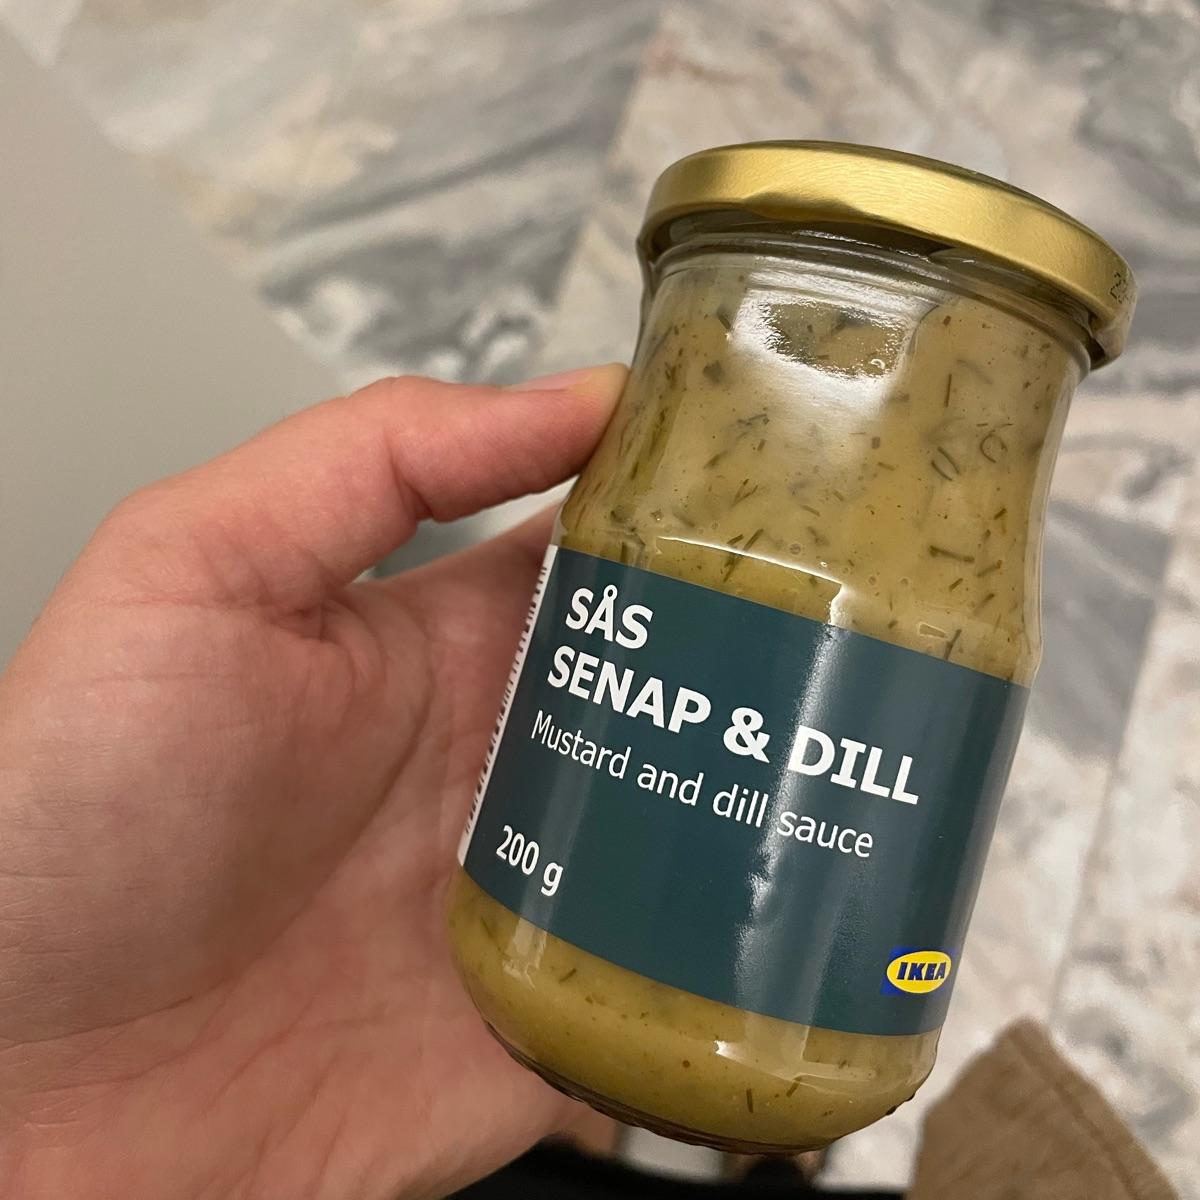 SÅS
SENAP & DILL
Mustard and dill sauce
200 g
IKEA